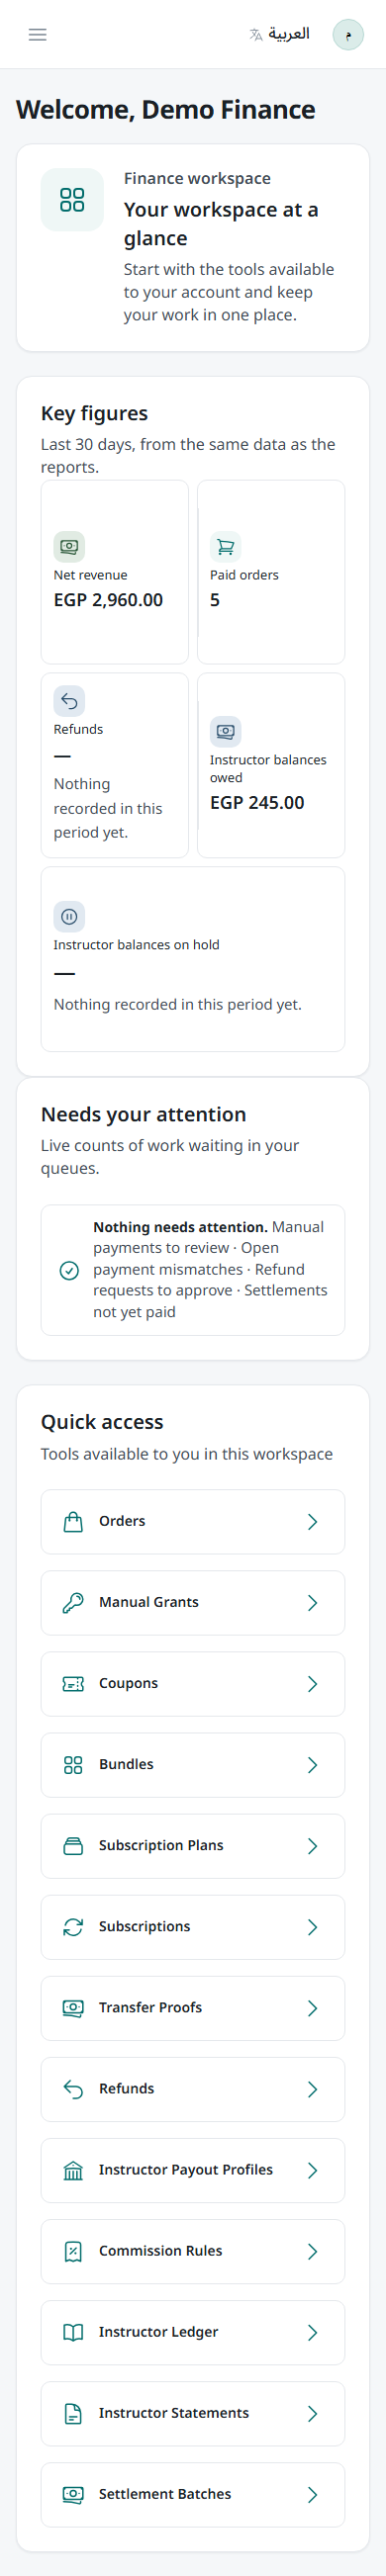 العربية
م
Welcome, Demo Finance
Finance workspace
Your workspace at a
glance
Start with the tools available
to your account and keep
your work in one place.
Key figures
Last 30 days, from the same data as the
reports.
Net revenue
EGP 2,960.00
Paid orders
5
Refunds
—
Nothing
recorded in this
period yet.
Instructor balances
owed
EGP 245.00
Instructor balances on hold
—
Nothing recorded in this period yet.
Needs your attention
Live counts of work waiting in your
queues.
Nothing needs attention. Manual
payments to review · Open
payment mismatches · Refund
requests to approve · Settlements
not yet paid
Quick access
Tools available to you in this workspace
Orders
Manual Grants
Coupons
Bundles
Subscription Plans
Subscriptions
Transfer Proofs
Refunds
Instructor Payout Profiles
Commission Rules
Instructor Ledger
Instructor Statements
Settlement Batches